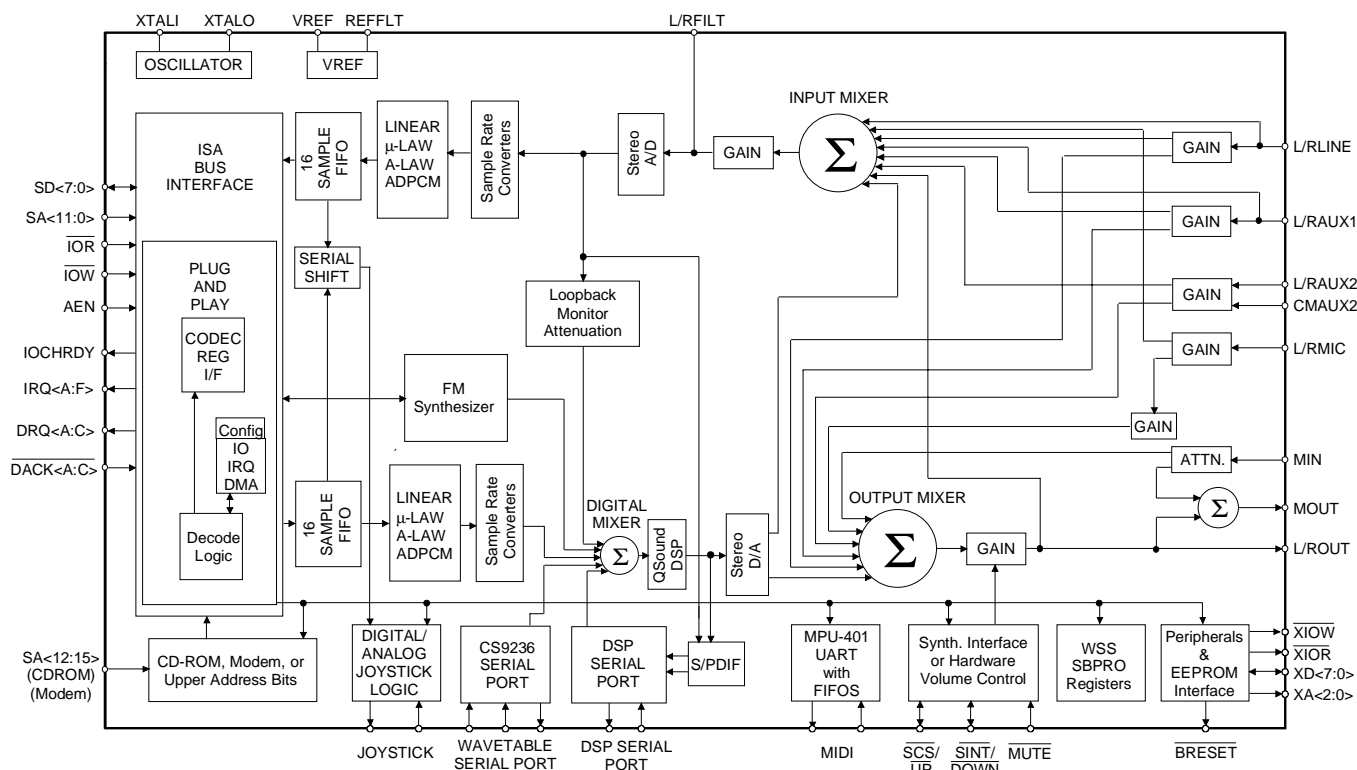 XTALI XTALO VREF REFFLT L/RFILT
OSCILLATOR
VREF
INPUT MIXER
Σ
ISA
BUS
INTERFACE
16
SAMPLE
FIFO
LINEAR
µ-LAW
A-LAW
ADPCM
Sample Rate
Converters
Stereo
A/D
GAIN
GAIN
L/RLINE
GAIN
L/RAUX1
GAIN
L/RAUX2
CMAUX2
GAIN
L/RMIC
GAIN
SD<7:0>
SA<11:0>
IOR
IOW
AEN
IOCHRDY
IRQ<A:F>
DRQ<A:C>
DACK<A:C>
PLUG
AND
PLAY
CODEC
REG
I/F
Config
IO
IRQ
DMA
Decode
Logic
SERIAL
SHIFT
Loopback
Monitor
Attenuation
FM
Synthesizer
16
SAMPLE
FIFO
LINEAR
µ-LAW
A-LAW
ADPCM
Sample Rate
Converters
DIGITAL
MIXER
Σ
QSound
DSP
Stereo
D/A
OUTPUT MIXER
Σ
GAIN
ATTN.
MIN
Σ
MOUT
L/ROUT
SA<12:15>
(CDROM)
(Modem)
CD-ROM, Modem, or
Upper Address Bits
DIGITAL/
ANALOG
JOYSTICK
LOGIC
CS9236
SERIAL
PORT
DSP
SERIAL
PORT
S/PDIF
MPU-401
UART
with
FIFOS
Synth. Interface
or Hardware
Volume Control
WSS
SBPRO
Registers
Peripherals
&
EEPROM
Interface
XIOW
XIOR
XD<7:0>
XA<2:0>
JOYSTICK
WAVETABLE
SERIAL PORT
DSP SERIAL
PORT
MIDI
SCS/
UP
SINT/
DOWN
MUTE
BRESET